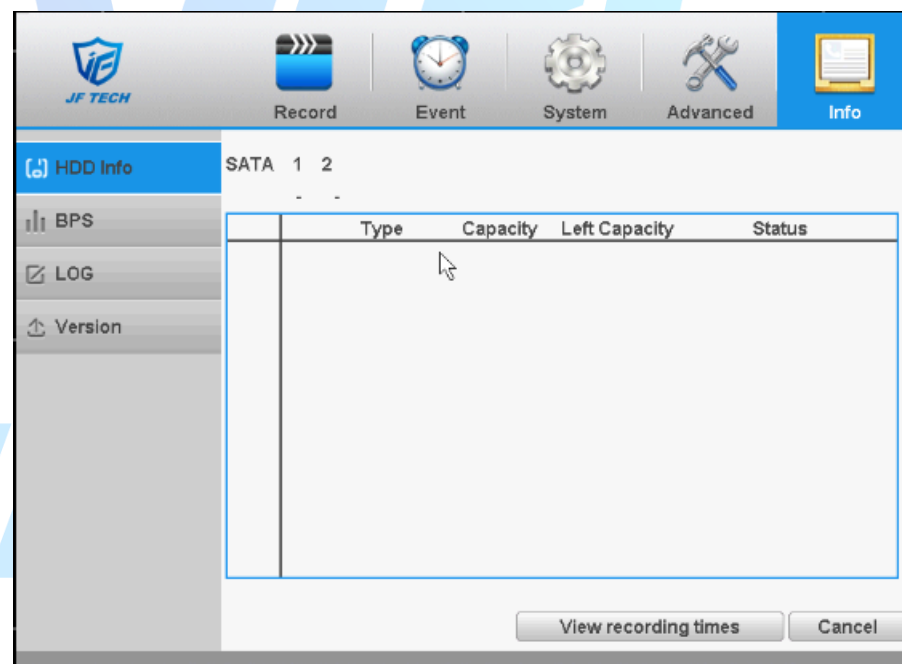 JF TECH
Record Event System Advanced Info
HDD Info
BPS
LOG
Version
SATA 1 2
- -
Type Capacity Left Capacity Status
View recording times Cancel